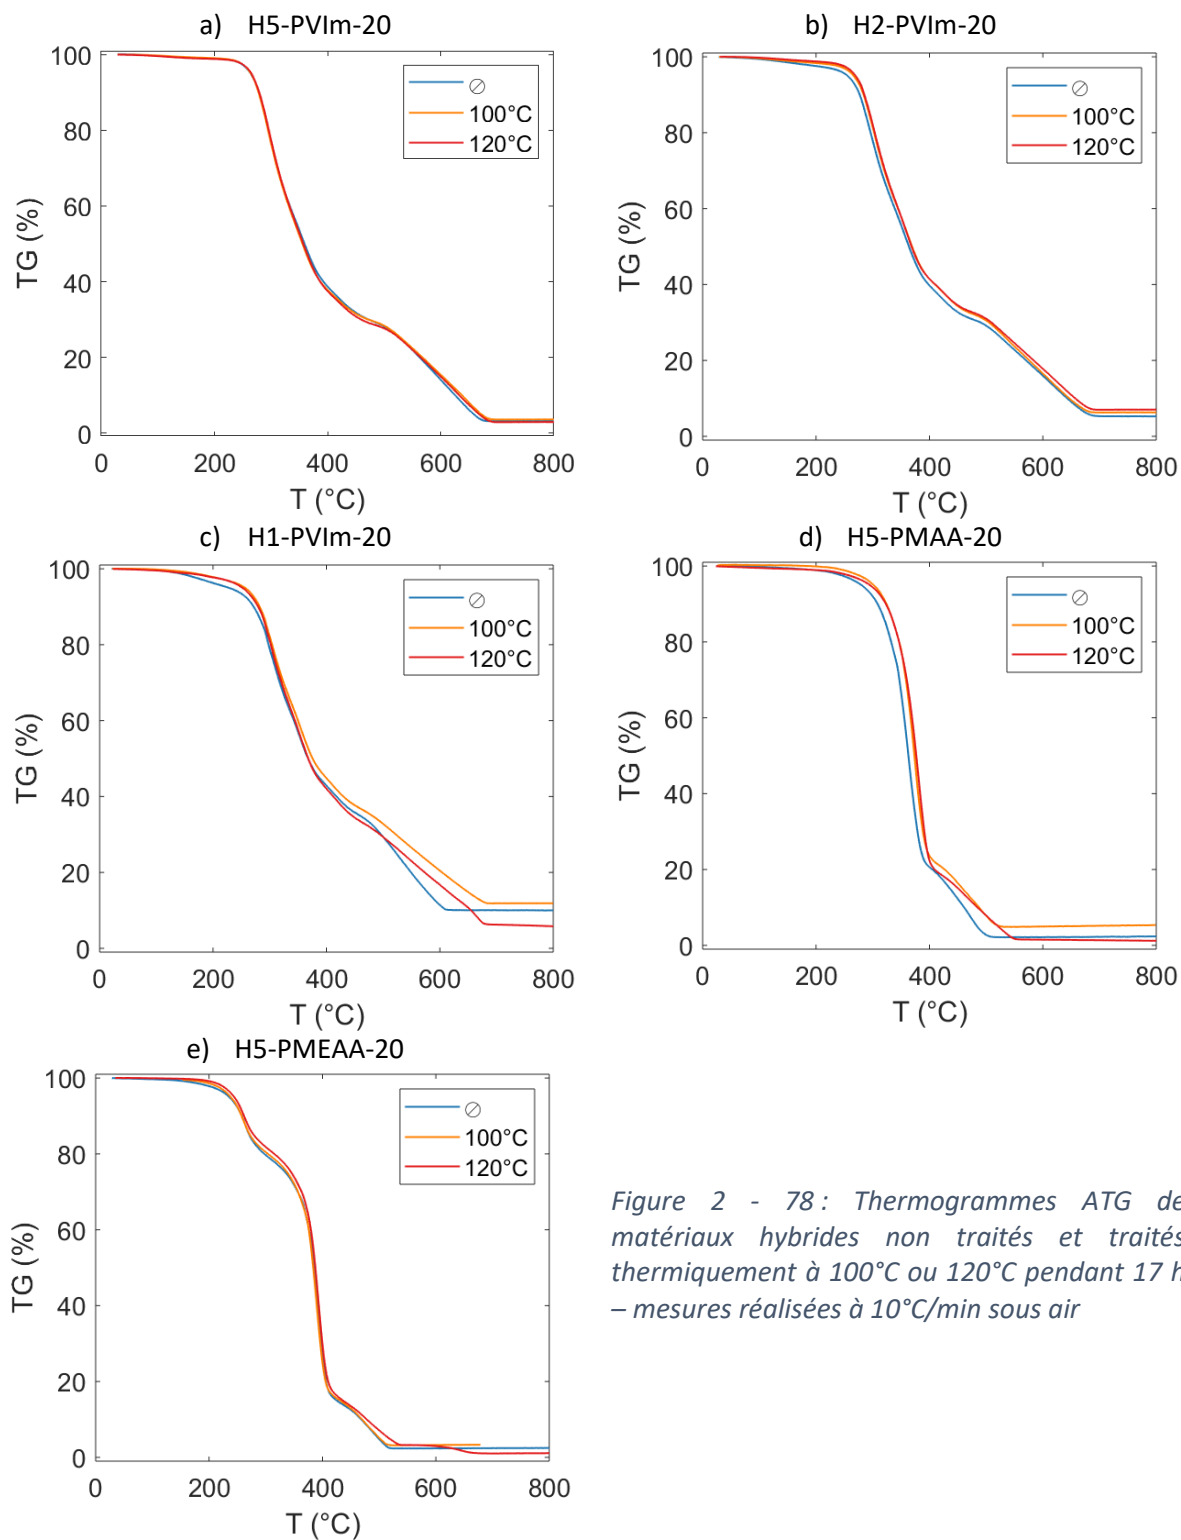 a) H5-PVIm-20
TG (%)
100
80
60
40
20
0
0 200 400 600 800
T (°C)
∅
100°C
120°C
b) H2-PVIm-20
TG (%)
100
80
60
40
20
0
0 200 400 600 800
T (°C)
∅
100°C
120°C
c) H1-PVIm-20
TG (%)
100
80
60
40
20
0
0 200 400 600 800
T (°C)
∅
100°C
120°C
d) H5-PMAA-20
TG (%)
100
80
60
40
20
0
0 200 400 600 800
T (°C)
∅
100°C
120°C
e) H5-PMEAA-20
TG (%)
100
80
60
40
20
0
0 200 400 600 800
T (°C)
∅
100°C
120°C
Figure 2 - 78 : Thermogrammes ATG de
matériaux hybrides non traités et traités
thermiquement à 100°C ou 120°C pendant 17 h
– mesures réalisées à 10°C/min sous air